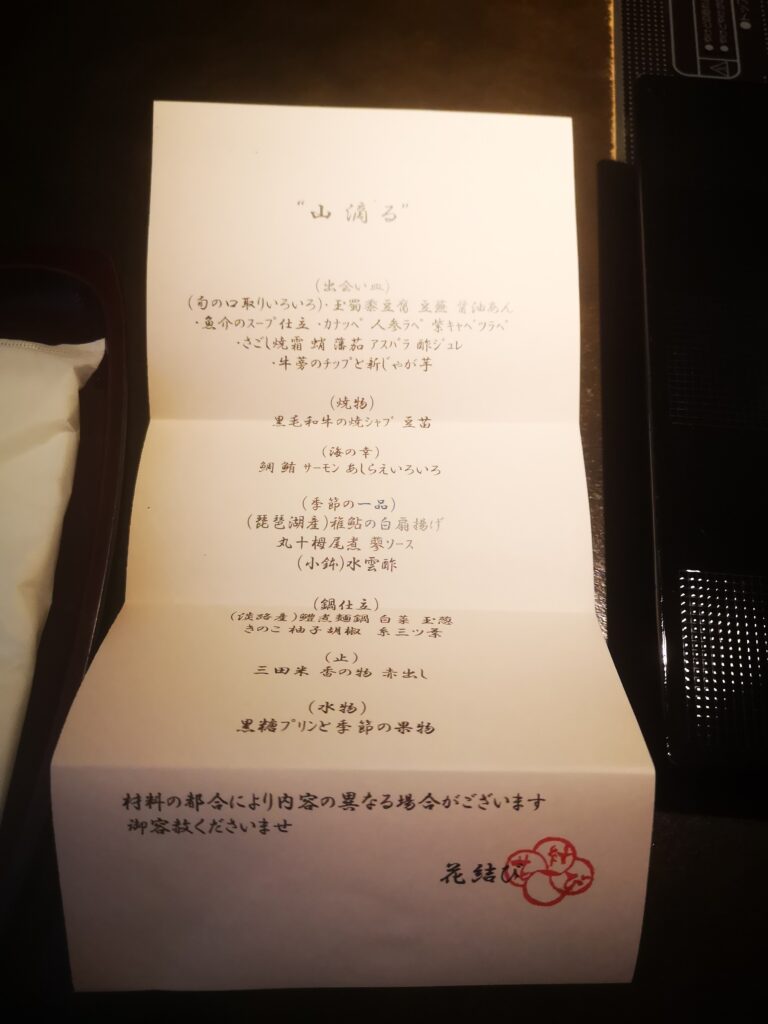 "山滴る"
(出会い皿)
(旬の口取りいろいろ)・玉蜀黍豆腐 豆 醤油あん
・魚介のスープ仕立 ・カナッペ 人参ラペ 紫キャベツラペ
・さごし焼霜 蛸 蕃茄 アスパラ 酢ジュレ
・牛蒡のチップと新じゃが芋
(焼物)
黒毛和牛の焼シャブ 豆苗
(海の幸)
鯛 鮪 サーモン あしらえいろいろ
(季節の一品)
(琵琶湖産)稚鮎の白扇揚げ
丸十栂尾煮 蓼ソース
(小鉢)水雲酢
(鍋仕立)
(淡路産)鱧煮麺鍋 白菜 玉葱
きのこ 柚子胡椒 糸三ツ葉
(止)
三田米 香の物 赤出し
(水物)
黒糖プリンと季節の果物
材料の都合により内容の異なる場合がございます
御容赦くださいませ
花結び
花結び